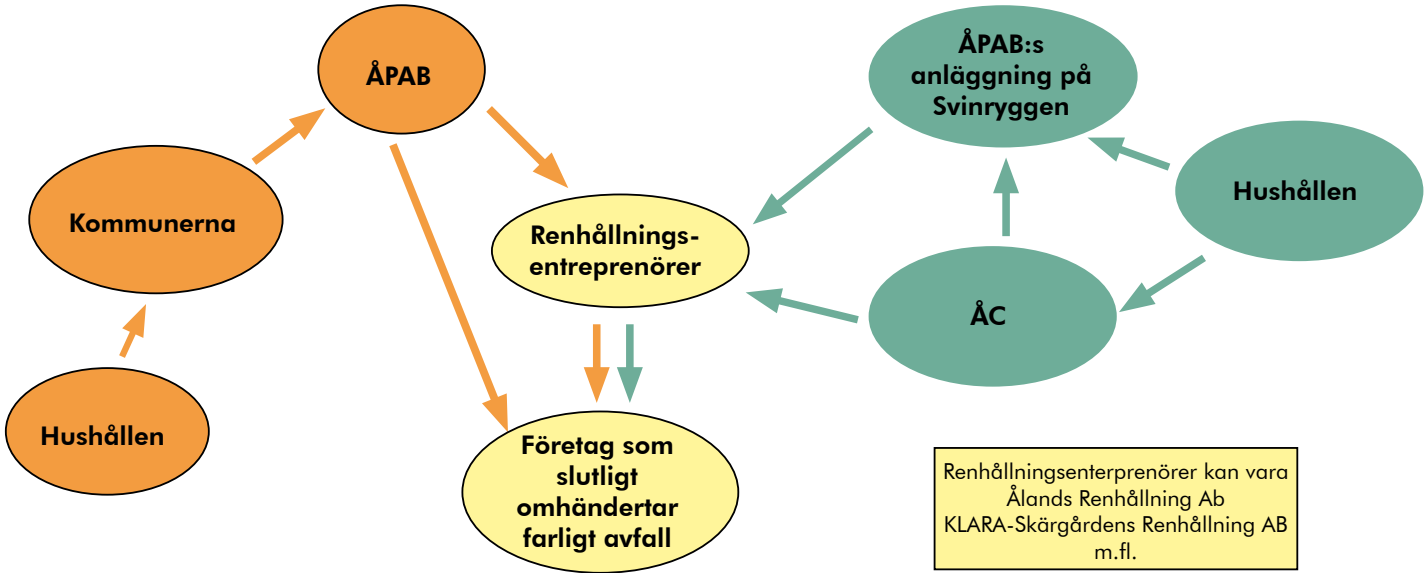 ÅPAB
Kommunerna
Hushållen
Renhållnings-
entreprenörer
Företag som
slutligt
omhändertar
farligt avfall
ÅPAB:s
anläggning på
Svinryggen
Hushållen
ÅC
Renhållningsenterprenörer kan vara
Ålands Renhållning Ab
KLARA-Skärgårdens Renhållning AB
m.fl.